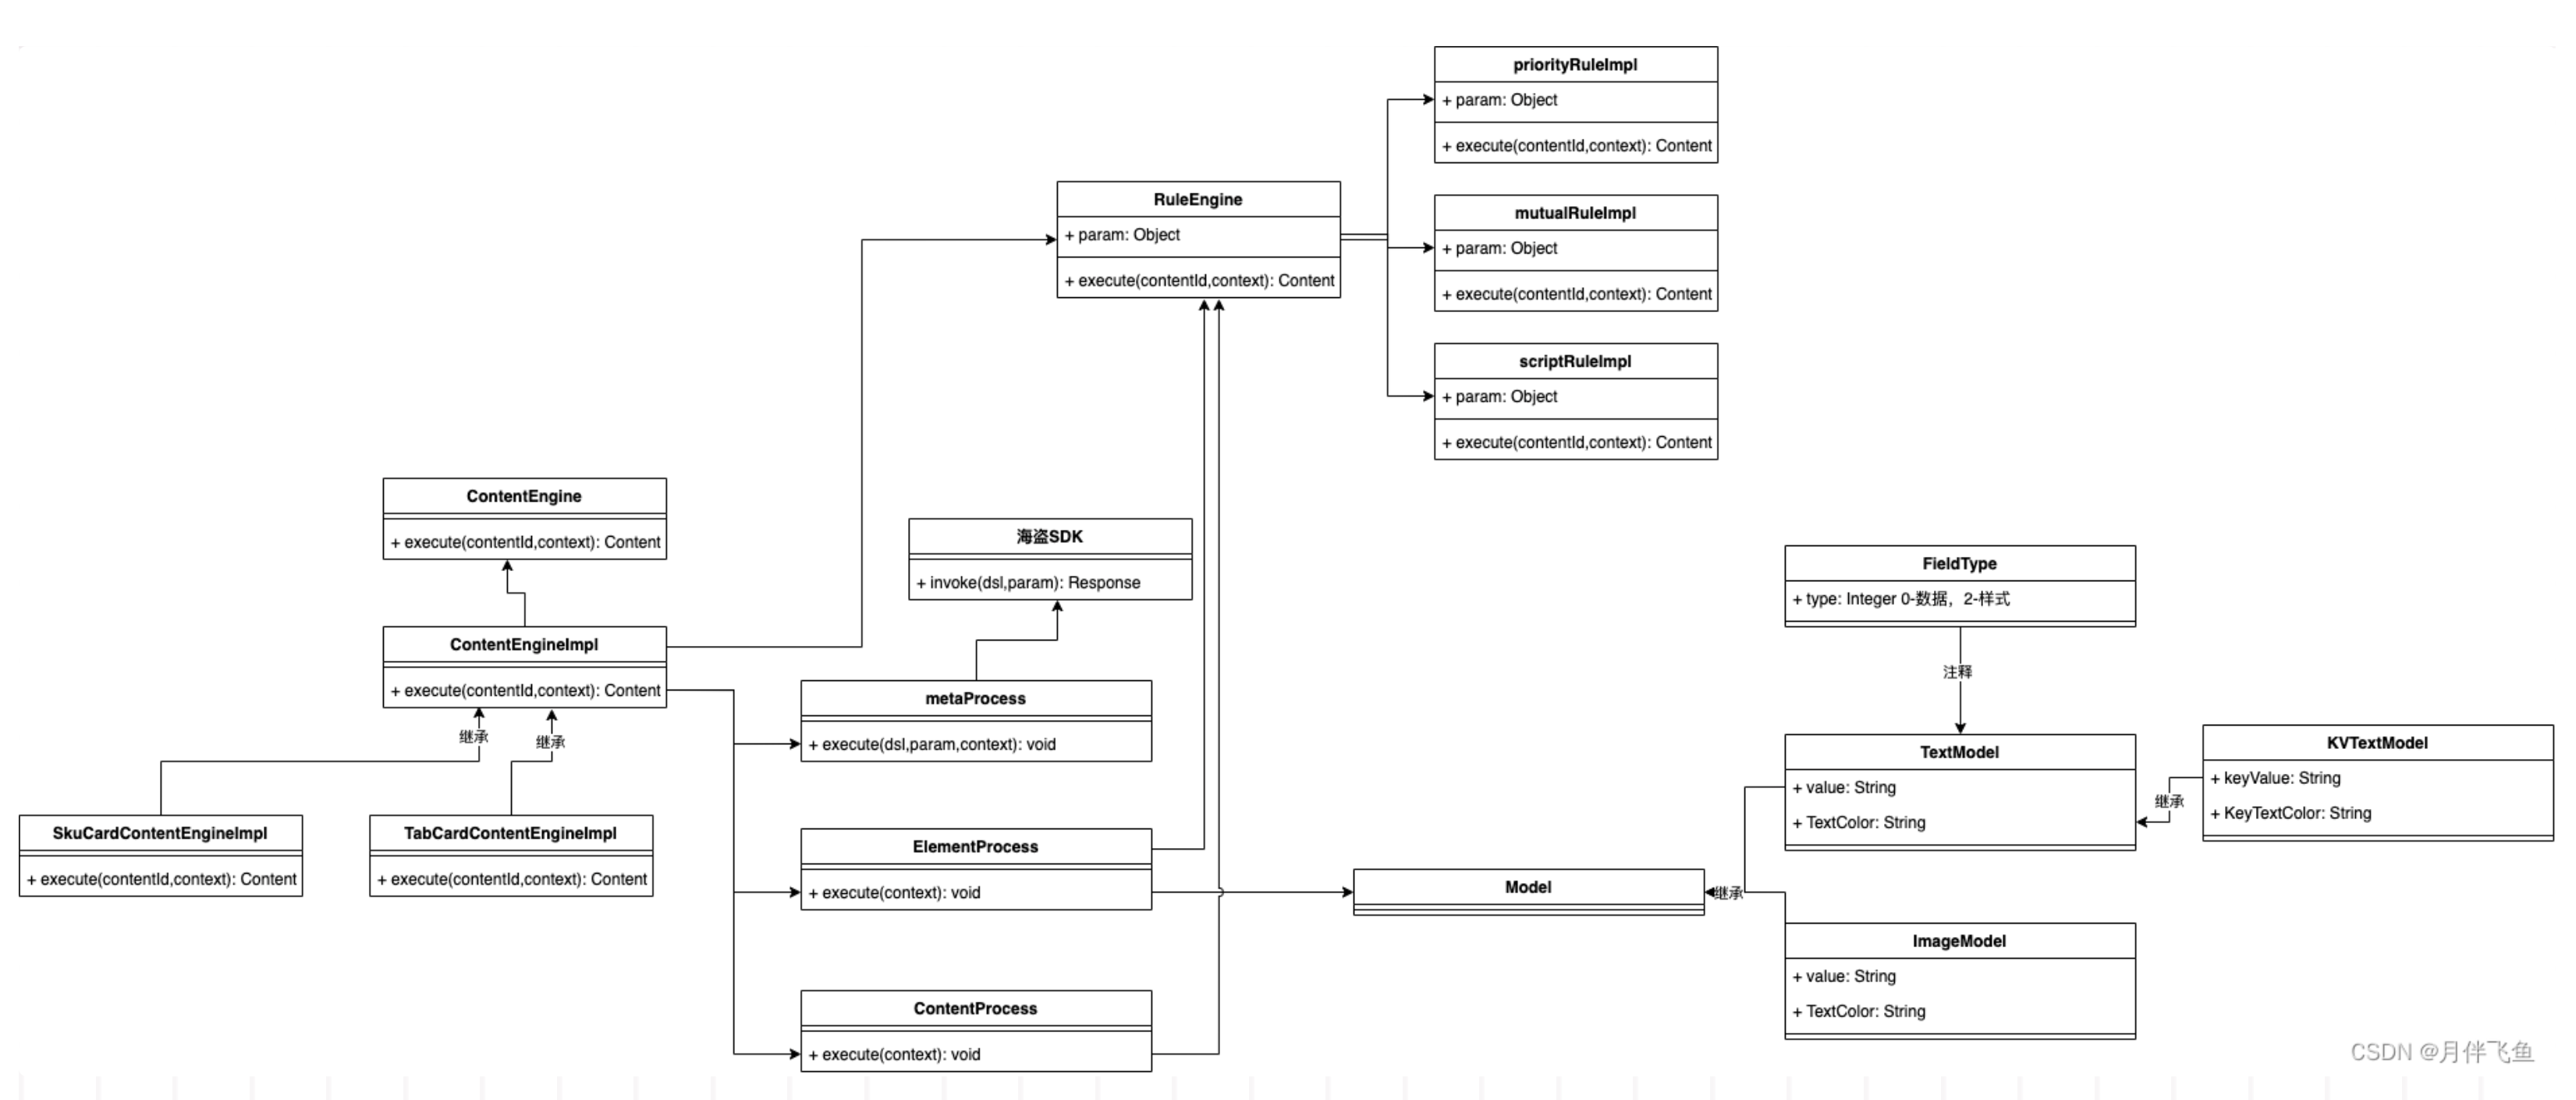 priorityRuleImpl
+ param: Object
+ execute(contentId,context): Content
RuleEngine
+ param: Object
+ execute(contentId,context): Content
mutualRuleImpl
+ param: Object
+ execute(contentId,context): Content
scriptRuleImpl
+ param: Object
+ execute(contentId,context): Content
ContentEngine
+ execute(contentId,context): Content
海盗SDK
+ invoke(dsl,param): Response
FieldType
+ type: Integer 0-数据，2-样式
注释
ContentEngineImpl
+ execute(contentId,context): Content
继承
继承
metaProcess
+ execute(dsl,param,context): void
TextModel
+ value: String
+ TextColor: String
继承
KVTextModel
+ keyValue: String
+ KeyTextColor: String
SkuCardContentEngineImpl
+ execute(contentId,context): Content
TabCardContentEngineImpl
+ execute(contentId,context): Content
ElementProcess
+ execute(context): void
Model
继承
ImageModel
+ value: String
+ TextColor: String
ContentProcess
+ execute(context): void
CSDN @月伴飞鱼